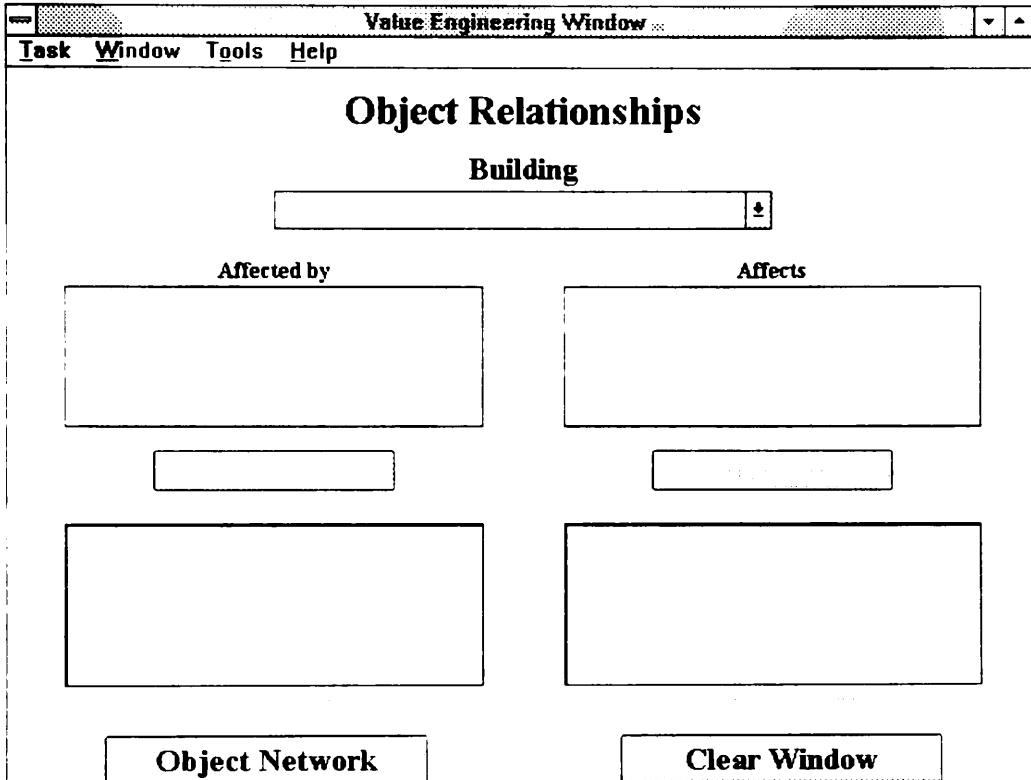 Value Engineering Window
Task Window Tools Help
Object Relationships
Building
Affected by Affects
Object Network Clear Window